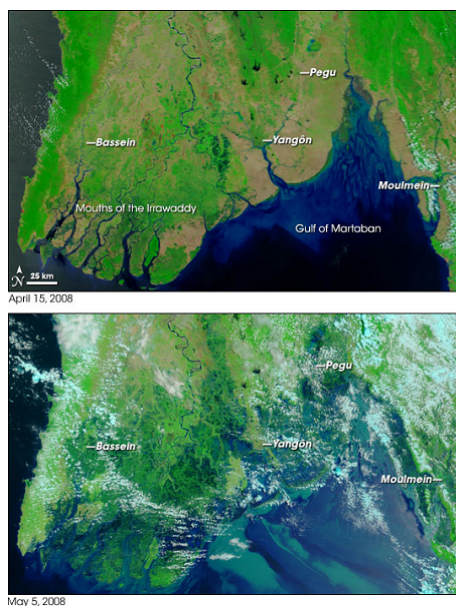 —Pegu
—Bassein
—Yangôn
Moulmein—
Mouths of the Irrawaddy
Gulf of Martaban
N
25 km
April 15, 2008
—Pegu
—Bassein
—Yangôn
Moulmein—
May 5, 2008